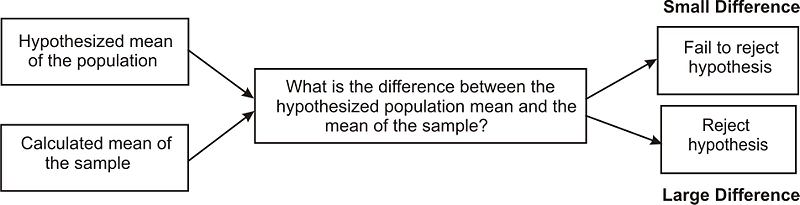 Hypothesized mean
of the population
Calculated mean of
the sample
What is the difference between the
hypothesized population mean and the
mean of the sample?
Small Difference
Fail to reject
hypothesis
Reject
hypothesis
Large Difference